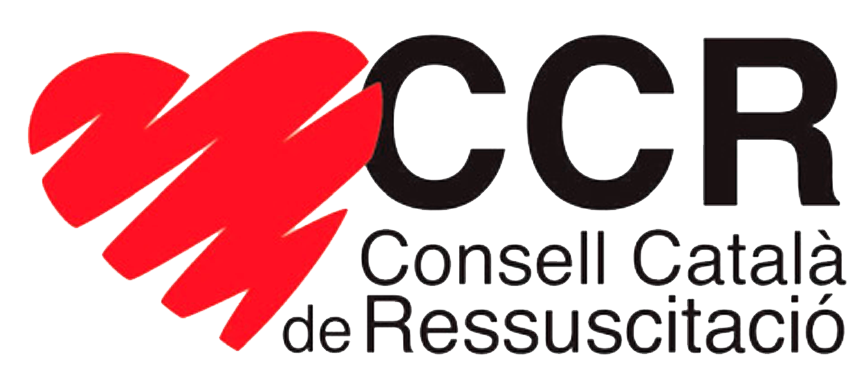 CCR
Consell Català
de Ressuscitació